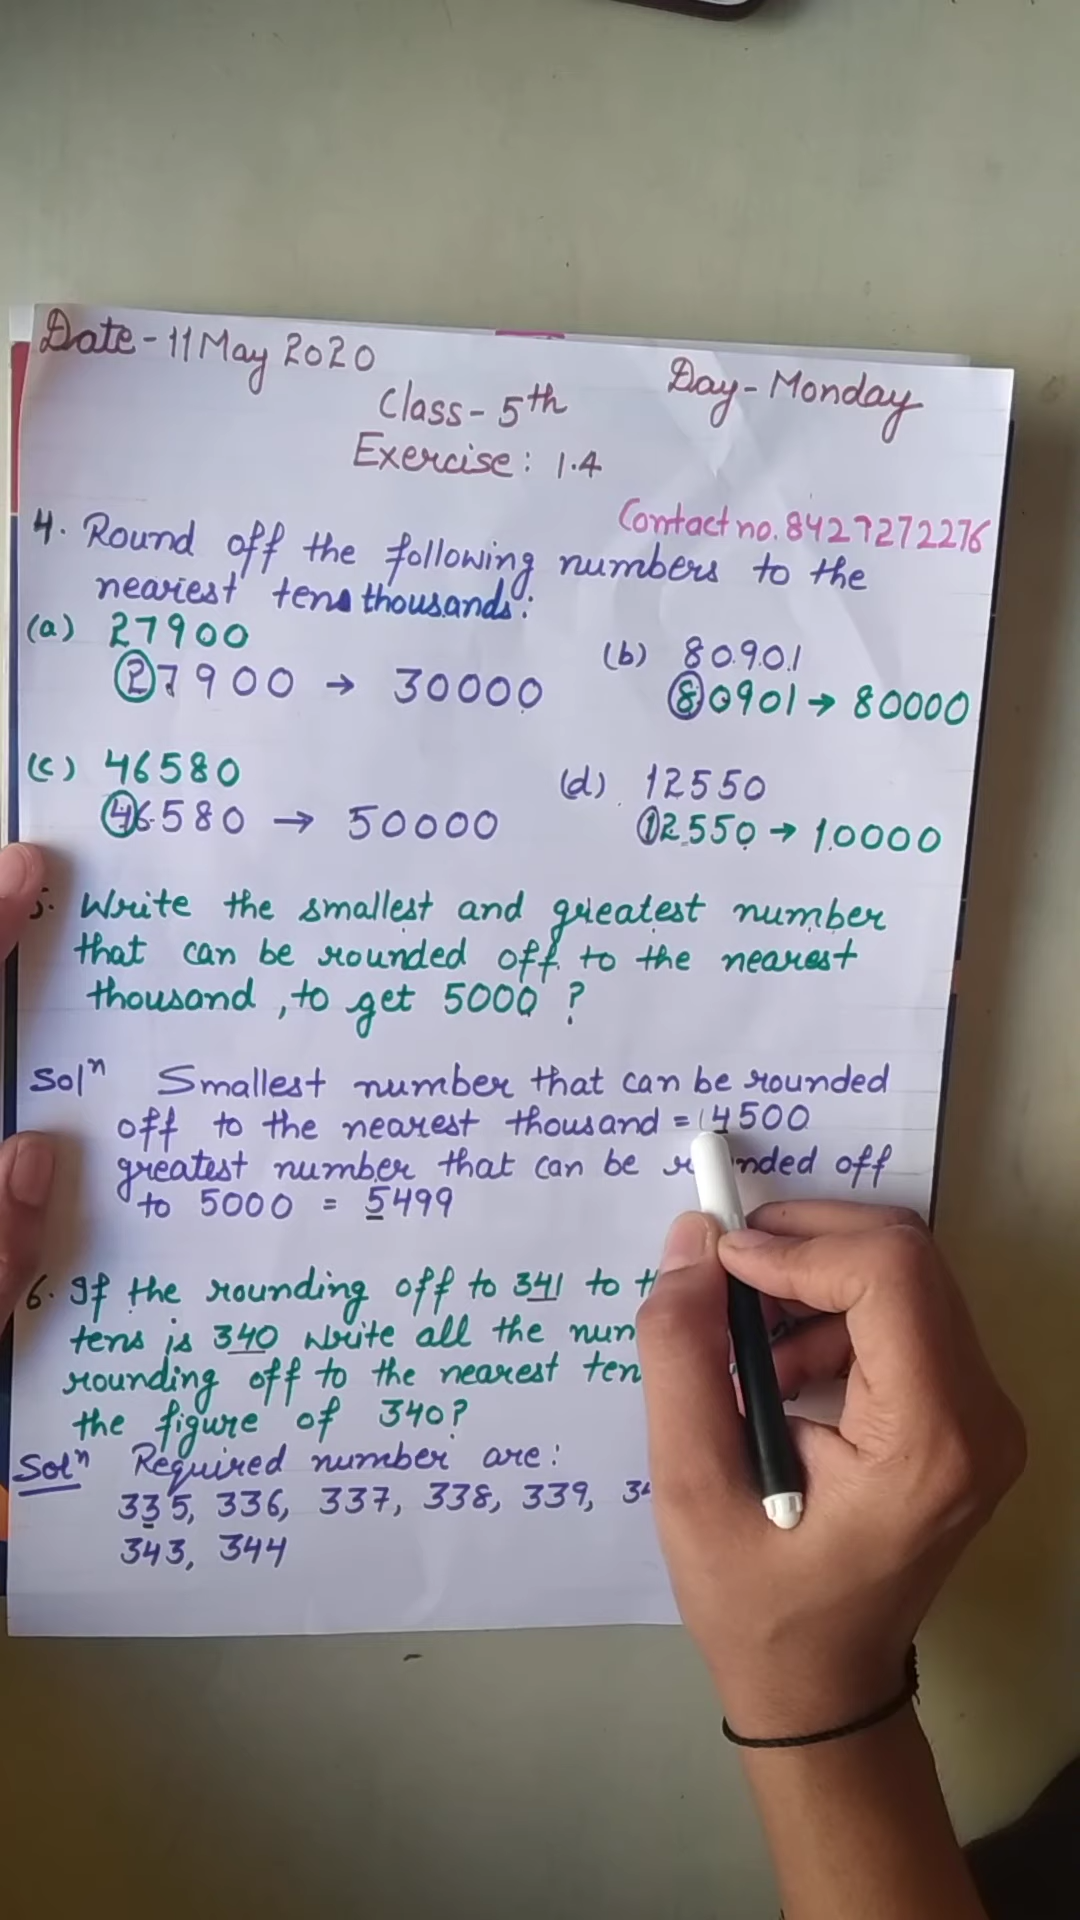 Date - 11 May 2020
Day - Monday
Class - 5th
Exercise : 1.4
Contact no. 8427272276
4. Round off the following numbers to the
nearest tens thousands :
(a) 27900
27900 → 30000
(b) 80901
80901 → 80000
(c) 46580
46580 → 50000
(d) 12550
12550 → 10000
5. Write the smallest and greatest number
that can be rounded off to the nearest
thousand, to get 5000 ?
Solⁿ Smallest number that can be rounded
off to the nearest thousand = 4500
greatest number that can be rounded off
to 5000 = 5499
6. If the rounding off to 341 to
tens is 340 write all the
rounding off to the nearest ten
the figure of 340?
Solⁿ Required number are :
335, 336, 337, 338, 339,
343, 344